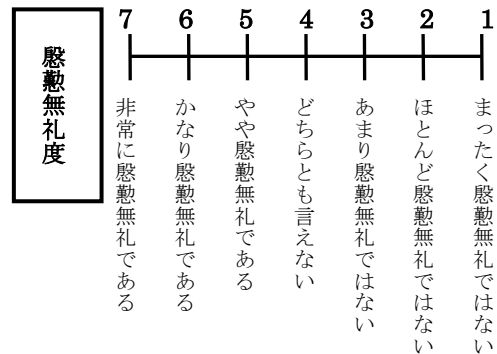 慇懃無礼度
7 6 5 4 3 2 1
まったく慇懃無礼ではない
ほとんど慇懃無礼ではない
あまり慇懃無礼ではない
どちらとも言えない
やや慇懃無礼である
かなり慇懃無礼である
非常に慇懃無礼である